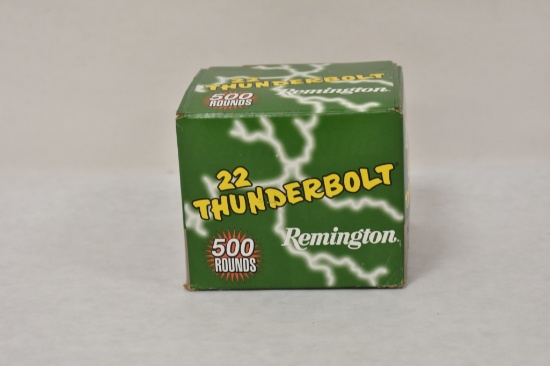 22
THUNDERBOLT
500
ROUNDS
Remington
22
THUNDERBOLT
500
ROUNDS
Remington